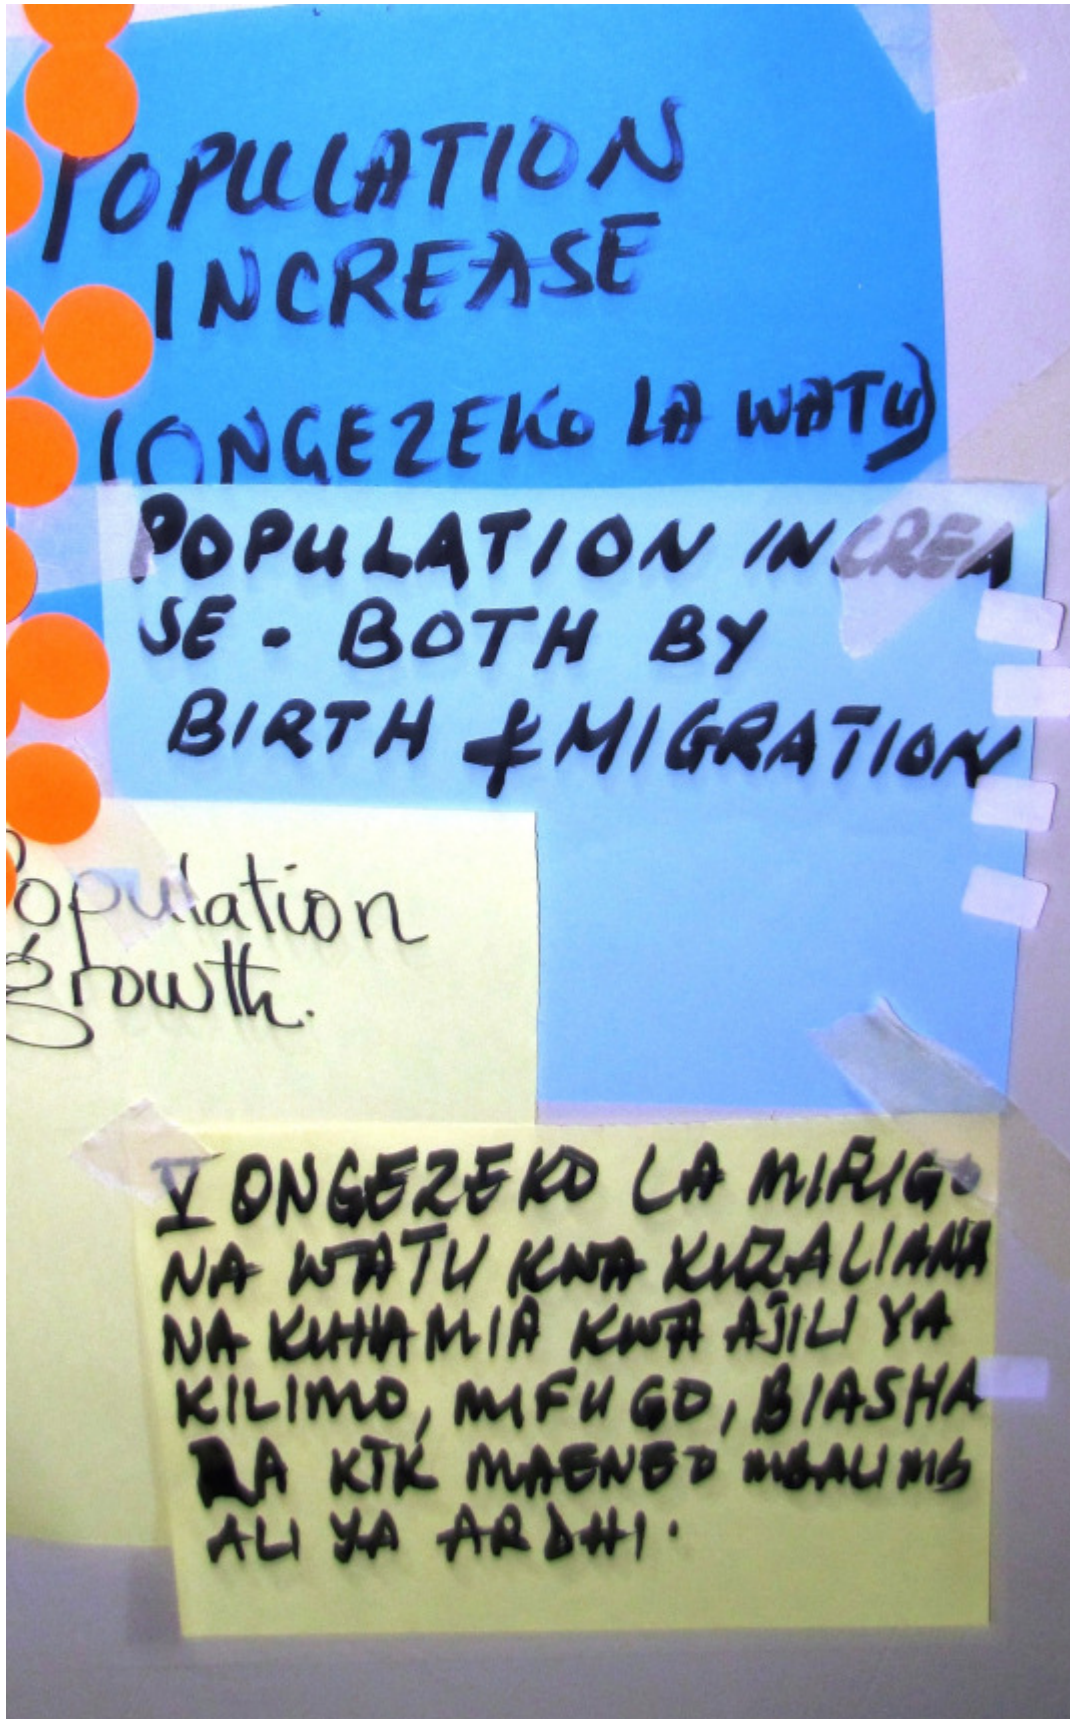 POPULATION
INCREASE
(ONGEZEKO LA WATU)
POPULATION INCREA
SE - BOTH BY
BIRTH & MIGRATION
Population
growth.
V ONGEZEKO LA MIFUGO
NA WATU KWA KUZALIANA
NA KUHAMIA KWA AJILI YA
KILIMO, MIFUGO, BIASHA
RA KTK MAENEO MBALIMB
ALI YA ARDHI.